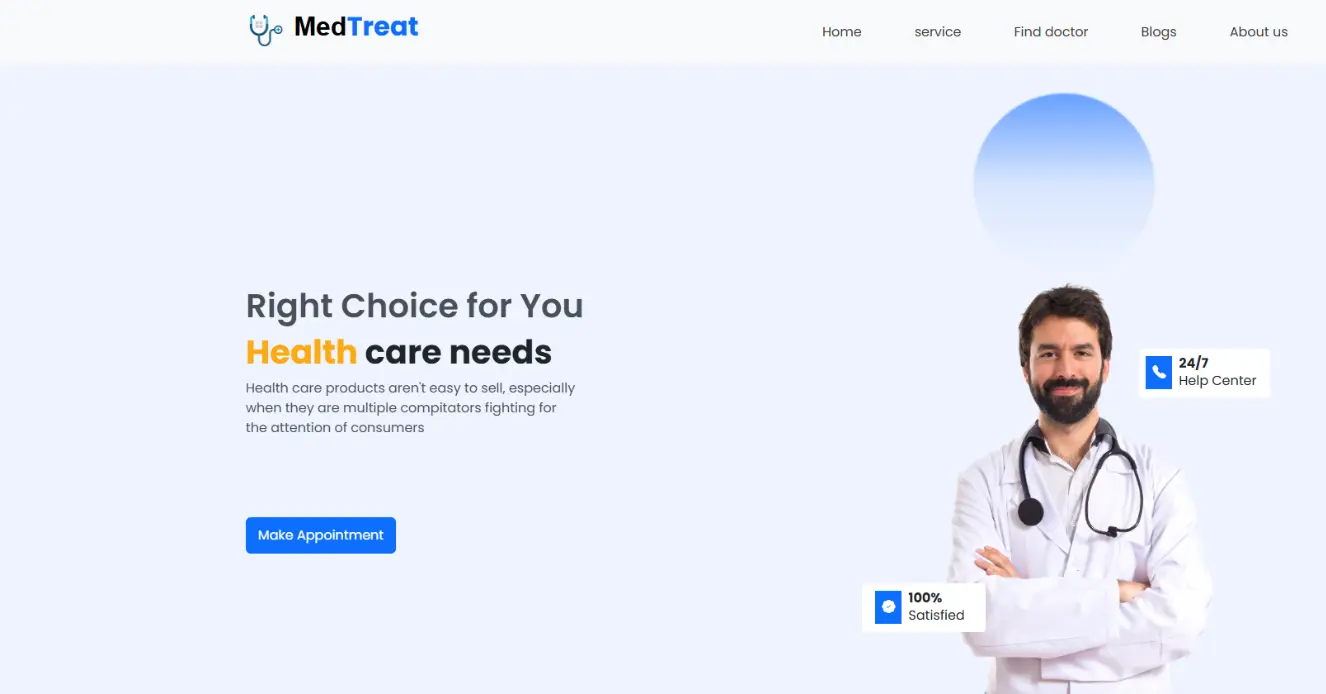 MedTreat
Home service Find doctor Blogs About us
Right Choice for You
Health care needs
Health care products aren't easy to sell, especially
when they are multiple compitators fighting for
the attention of consumers
Make Appointment
24/7
Help Center
100%
Satisfied